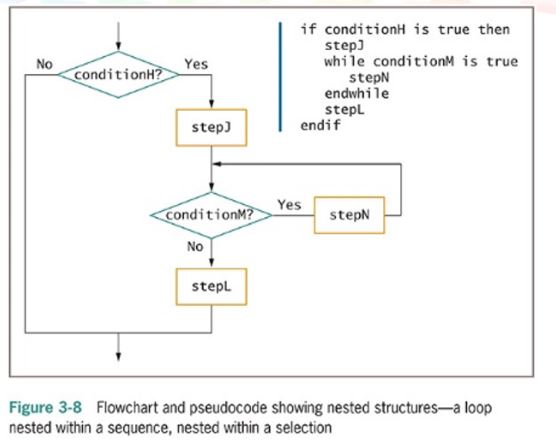 if conditionH is true then
stepJ
while conditionM is true
stepN
endwhile
stepL
endif
No
conditionH?
Yes
stepJ
conditionM?
Yes
stepN
No
stepL
Figure 3-8 Flowchart and pseudocode showing nested structures—a loop
nested within a sequence, nested within a selection